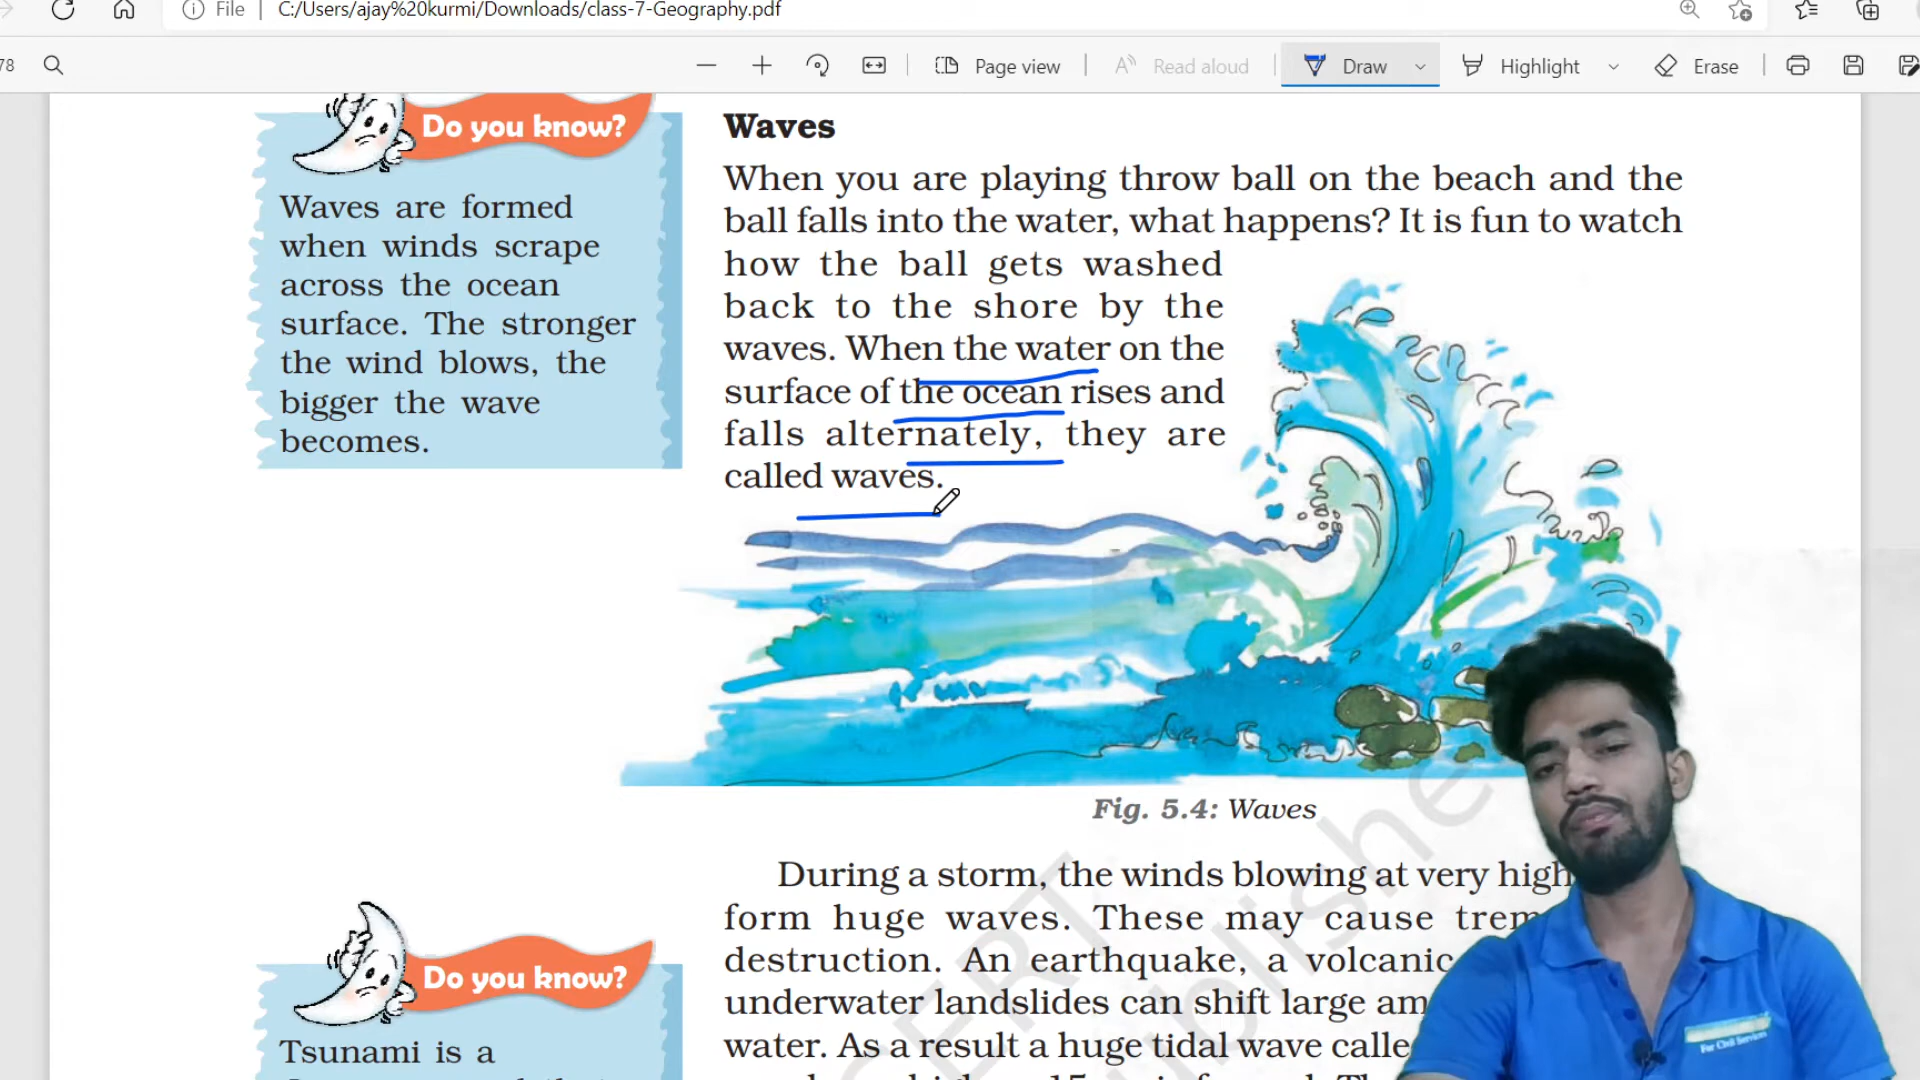 File | C:/Users/ajay%20kurmi/Downloads/class-7-Geography.pdf
78
Page view
Read aloud
Draw
Highlight
Erase
Do you know?
Waves are formed
when winds scrape
across the ocean
surface. The stronger
the wind blows, the
bigger the wave
becomes.
Waves
When you are playing throw ball on the beach and the
ball falls into the water, what happens? It is fun to watch
how the ball gets washed
back to the shore by the
waves. When the water on the
surface of the ocean rises and
falls alternately, they are
called waves.
Fig. 5.4: Waves
During a storm, the winds blowing at very high
form huge waves. These may cause
destruction. An earthquake, a volcanic
underwater landslides can shift large
water. As a result a huge tidal wave
Do you know?
Tsunami is a
For Civil Services